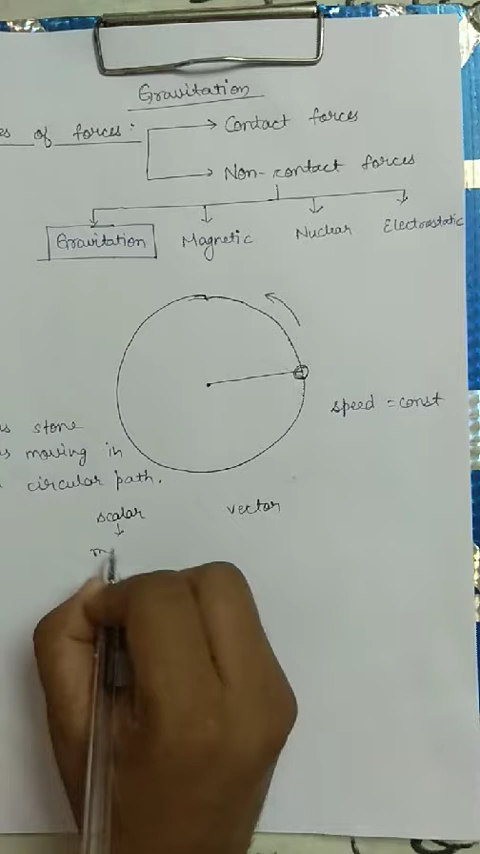 Gravitation
es of forces:
Contact forces
Non-contact forces
Gravitation Magnetic Nuclear Electrostatic
speed = const
stone
moving in
circular path.
scalar vector
m